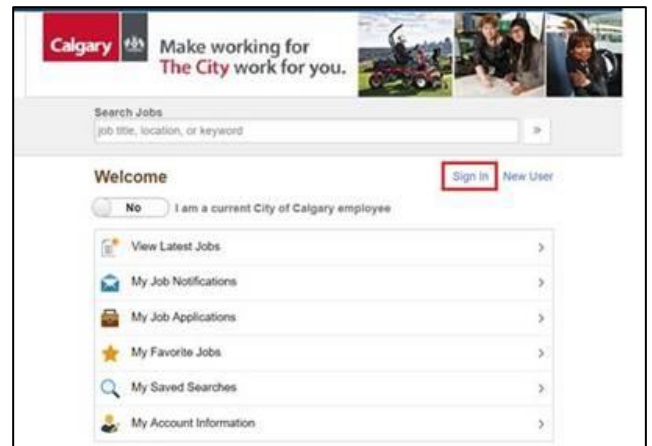 Calgary
Make working for
The City work for you.
Search Jobs
job title, location, or keyword
»
Welcome
Sign In New User
No I am a current City of Calgary employee
View Latest Jobs
My Job Notifications
My Job Applications
My Favorite Jobs
My Saved Searches
My Account Information